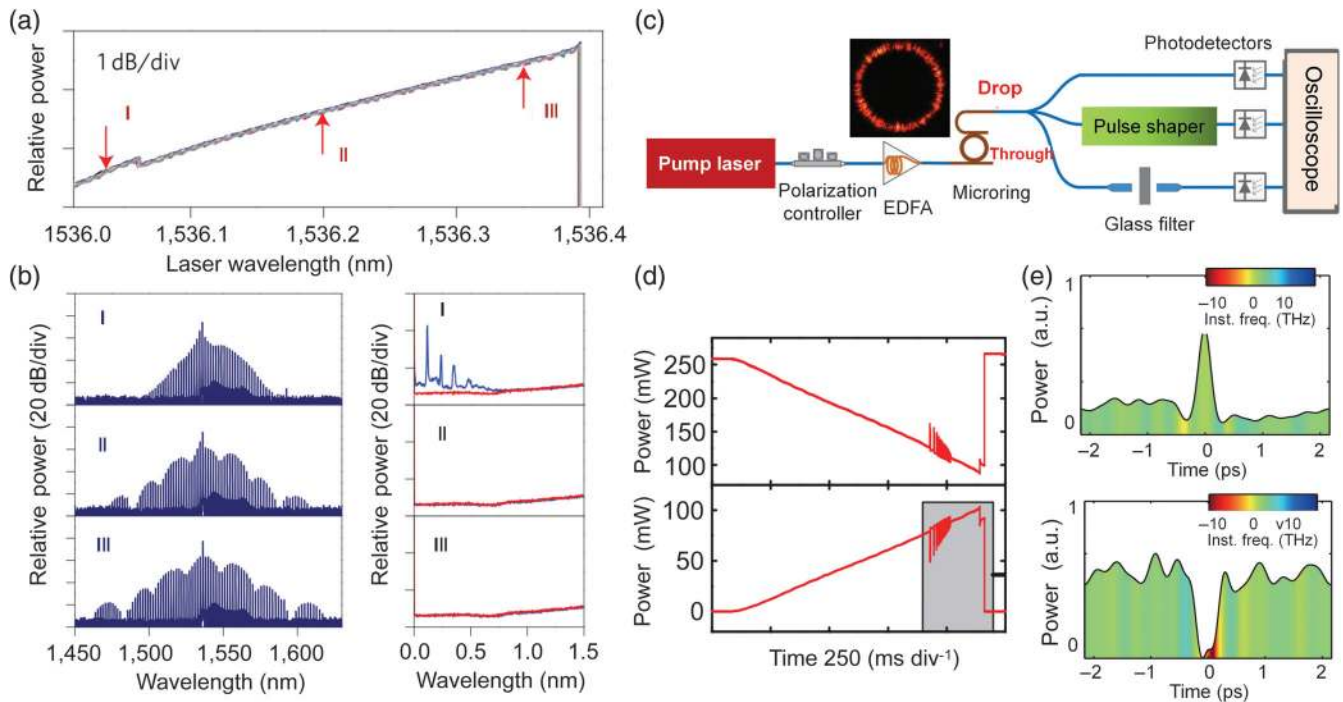 (a)
1 dB/div
Relative power
I
II
III
1536.0
1,536.1
1,536.2
1,536.3
1,536.4
Laser wavelength (nm)
(b)
Relative power (20 dB/div)
I
II
III
1,450
1,500
1,550
1,600
Wavelength (nm)
Relative power (20 dB/div)
I
II
III
0.0
0.5
1.0
1.5
Wavelength (nm)
(c)
Pump laser
Polarization
controller
EDFA
Microring
Drop
Through
Pulse shaper
Glass filter
Photodetectors
Oscilloscope
(d)
Power (mW)
250
200
150
100
Power (mW)
100
50
0
Time 250 (ms div⁻¹)
(e)
Power (a.u.)
1
0
–10 0 10
Inst. freq. (THz)
–2 –1 0 1 2
Time (ps)
Power (a.u.)
1
0
–10 0 v10
Inst. freq. (THz)
–2 –1 0 1 2
Time (ps)